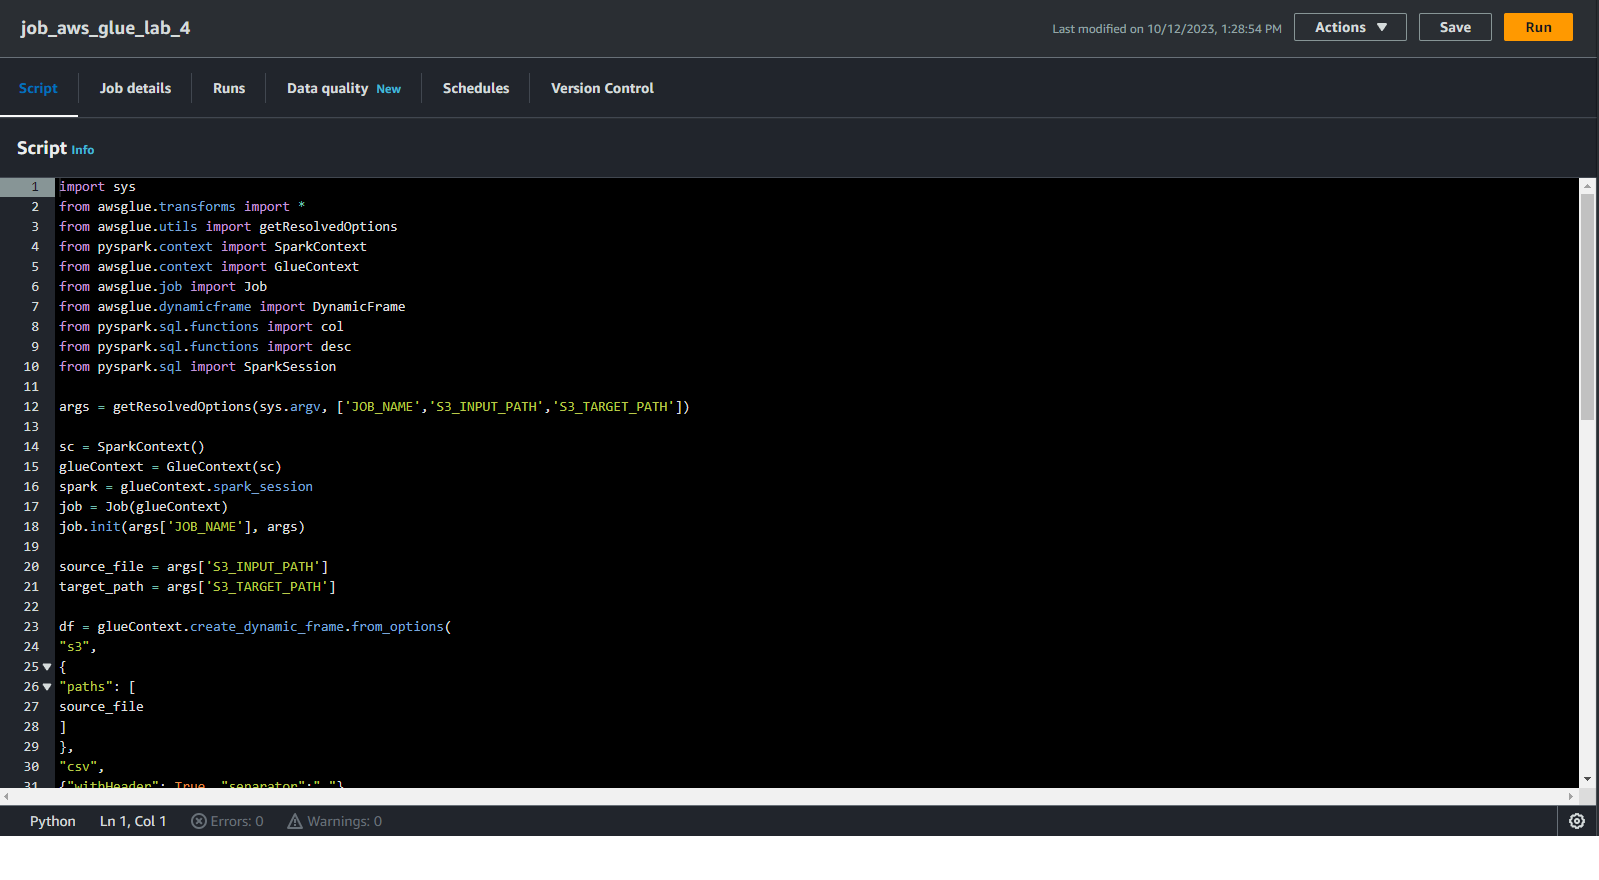 job_aws_glue_lab_4
Last modified on 10/12/2023, 1:28:54 PM
Actions
Save
Run
Script
Job details
Runs
Data quality New
Schedules
Version Control
Script Info
1 import sys
2 from awsglue.transforms import *
3 from awsglue.utils import getResolvedOptions
4 from pyspark.context import SparkContext
5 from awsglue.context import GlueContext
6 from awsglue.job import Job
7 from awsglue.dynamicframe import DynamicFrame
8 from pyspark.sql.functions import col
9 from pyspark.sql.functions import desc
10 from pyspark.sql import SparkSession
11
12 args = getResolvedOptions(sys.argv, ['JOB_NAME','S3_INPUT_PATH','S3_TARGET_PATH'])
13
14 sc = SparkContext()
15 glueContext = GlueContext(sc)
16 spark = glueContext.spark_session
17 job = Job(glueContext)
18 job.init(args['JOB_NAME'], args)
19
20 source_file = args['S3_INPUT_PATH']
21 target_path = args['S3_TARGET_PATH']
22
23 df = glueContext.create_dynamic_frame.from_options(
24 "s3",
25 {
26 "paths": [
27 source_file
28 ]
29 },
30 "csv",
31 {"withHeader": True, "separator":
Python
Ln 1, Col 1
Errors: 0
Warnings: 0